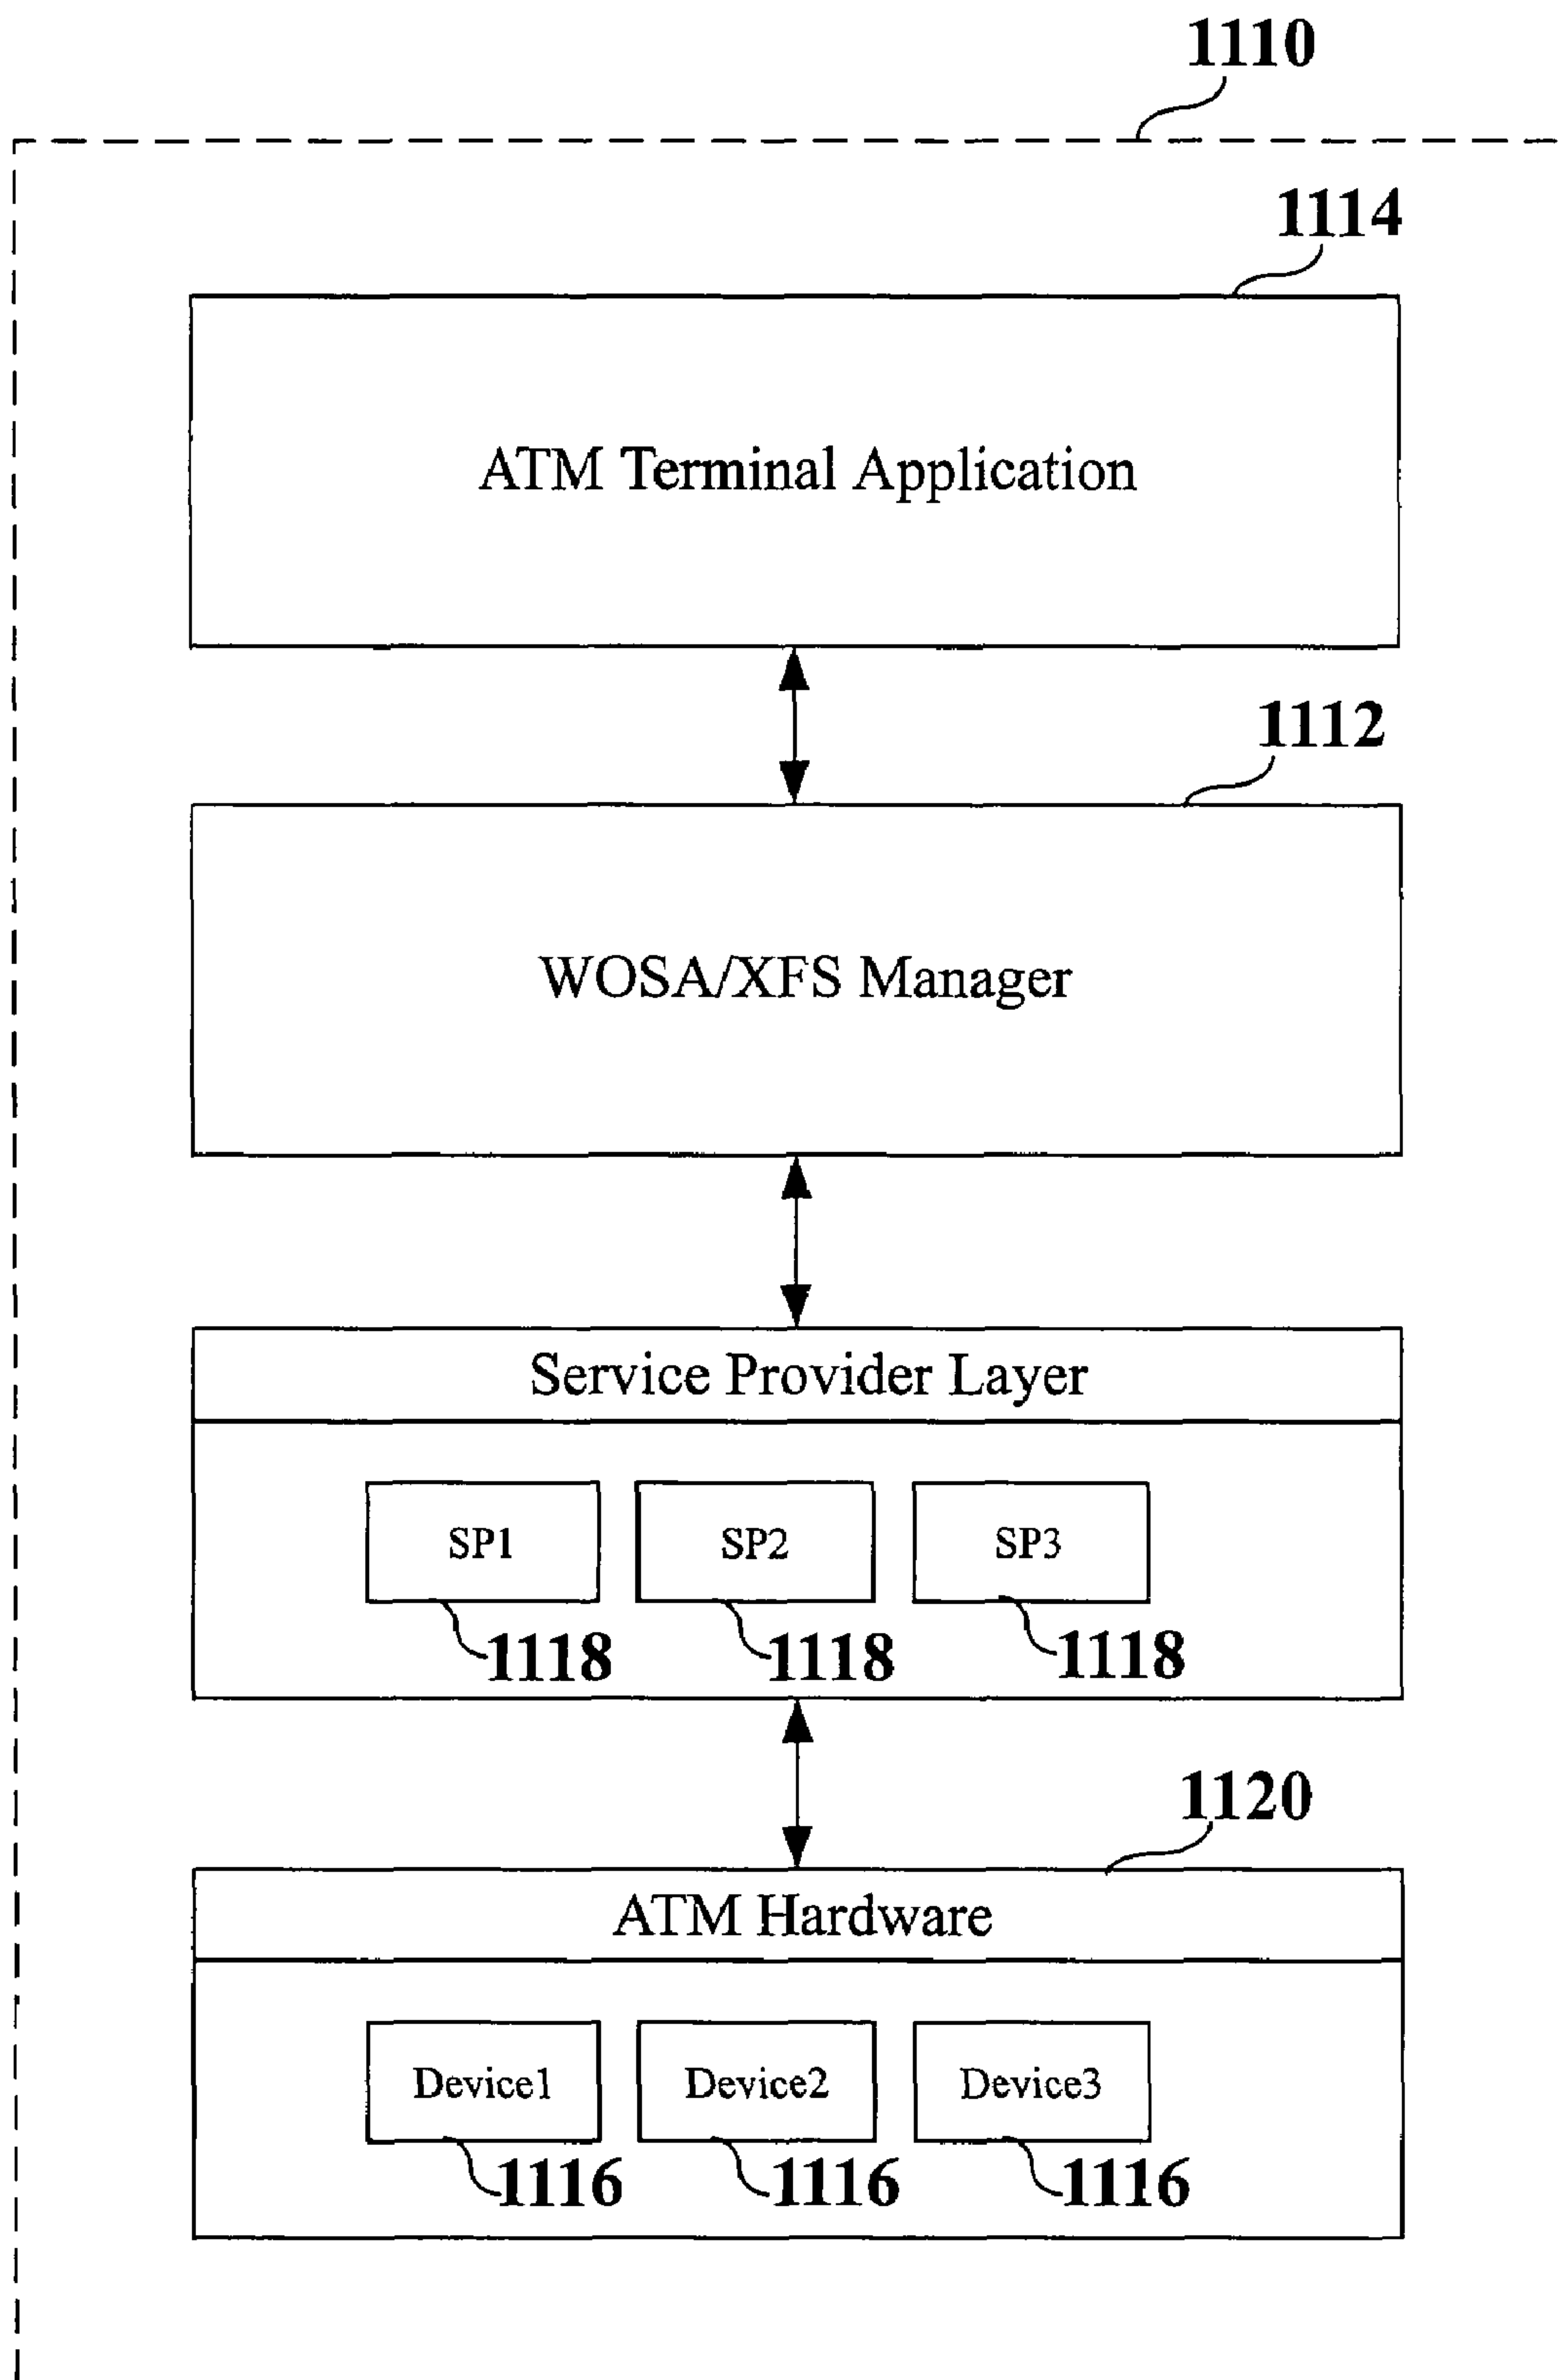 1110
1114
ATM Terminal Application
1112
WOSA/XFS Manager
Service Provider Layer
SP1 SP2 SP3
1118 1118 1118
1120
ATM Hardware
Device1 Device2 Device3
1116 1116 1116